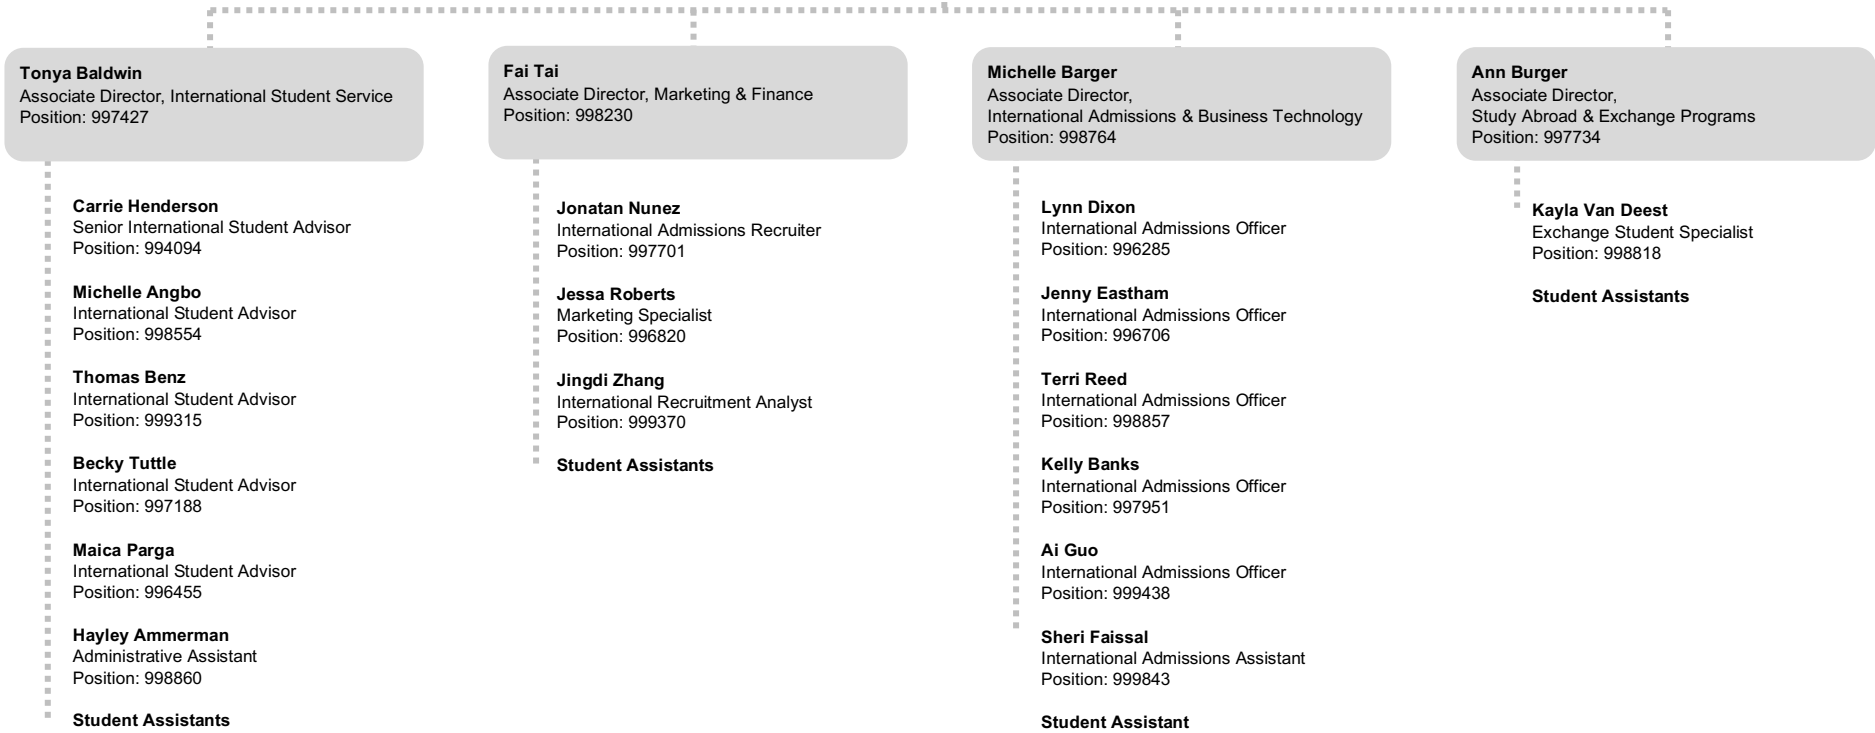 Tonya Baldwin
Associate Director, International Student Service
Position: 997427
Carrie Henderson
Senior International Student Advisor
Position: 994094
Michelle Angbo
International Student Advisor
Position: 998554
Thomas Benz
International Student Advisor
Position: 999315
Becky Tuttle
International Student Advisor
Position: 997188
Maica Parga
International Student Advisor
Position: 996455
Hayley Ammerman
Administrative Assistant
Position: 998860
Student Assistants
Fai Tai
Associate Director, Marketing & Finance
Position: 998230
Jonatan Nunez
International Admissions Recruiter
Position: 997701
Jessa Roberts
Marketing Specialist
Position: 996820
Jingdi Zhang
International Recruitment Analyst
Position: 999370
Student Assistants
Michelle Barger
Associate Director,
International Admissions & Business Technology
Position: 998764
Lynn Dixon
International Admissions Officer
Position: 996285
Jenny Eastham
International Admissions Officer
Position: 996706
Terri Reed
International Admissions Officer
Position: 998857
Kelly Banks
International Admissions Officer
Position: 997951
Ai Guo
International Admissions Officer
Position: 999438
Sheri Faissal
International Admissions Assistant
Position: 999843
Student Assistant
Ann Burger
Associate Director,
Study Abroad & Exchange Programs
Position: 997734
Kayla Van Deest
Exchange Student Specialist
Position: 998818
Student Assistants